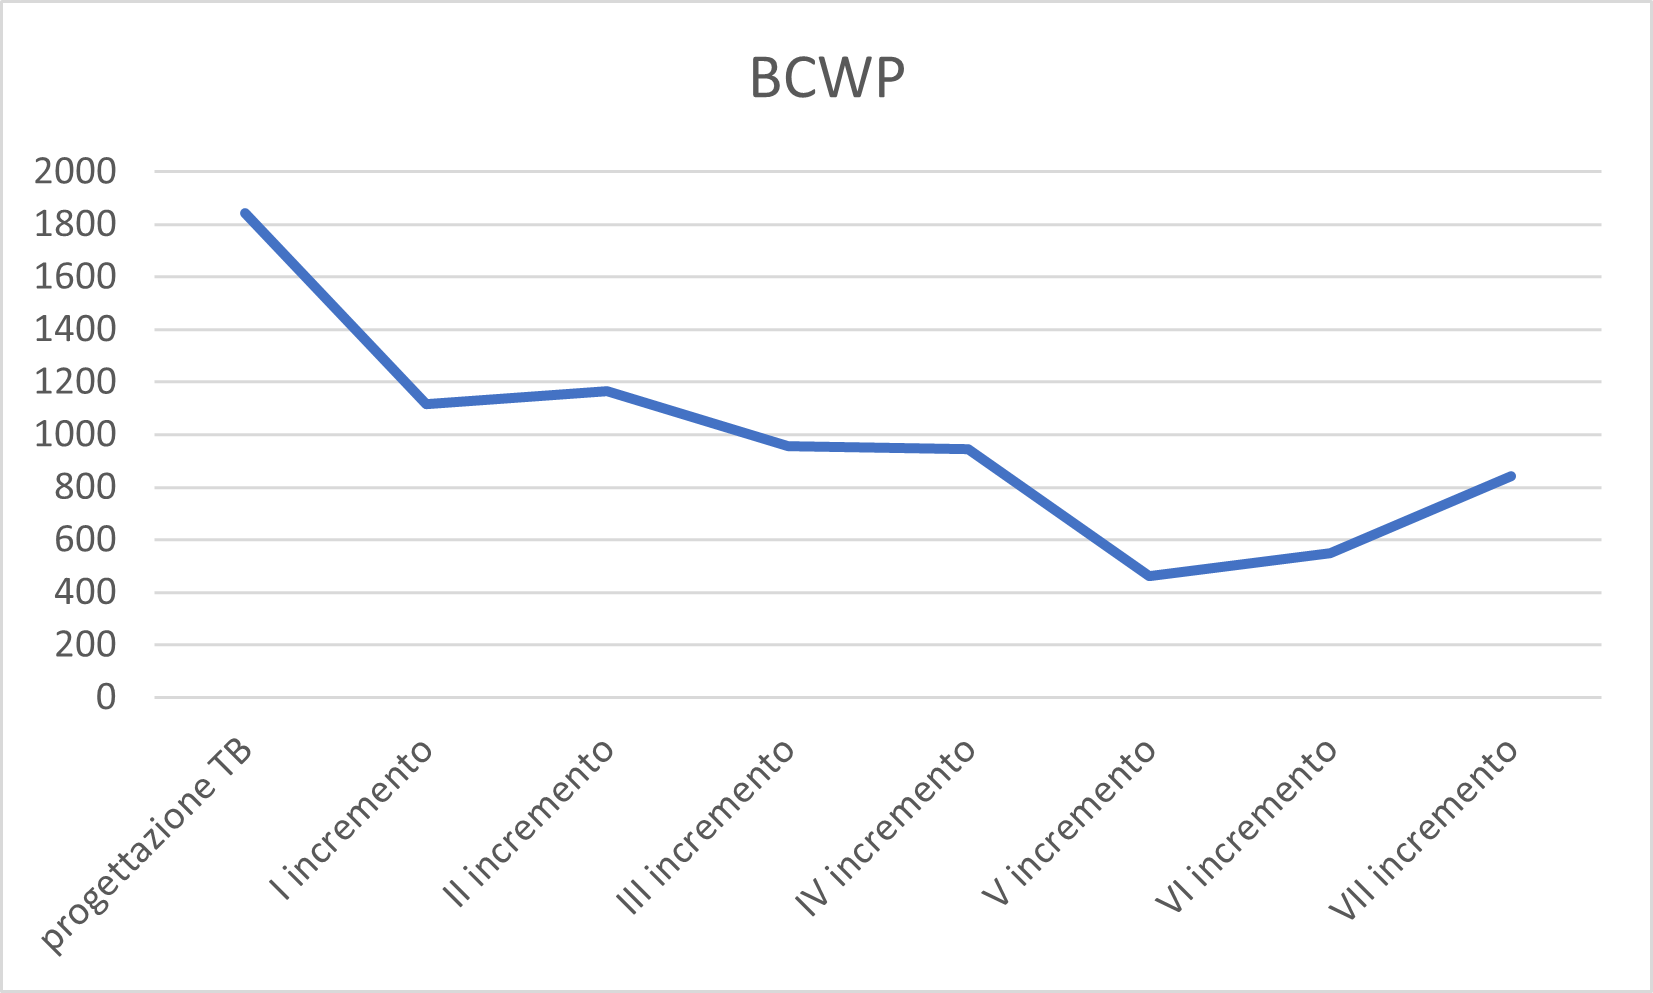 BCWP
2000
1800
1600
1400
1200
1000
800
600
400
200
0
progettazione TB
I incremento
II incremento
III incremento
IV incremento
V incremento
VI incremento
VII incremento